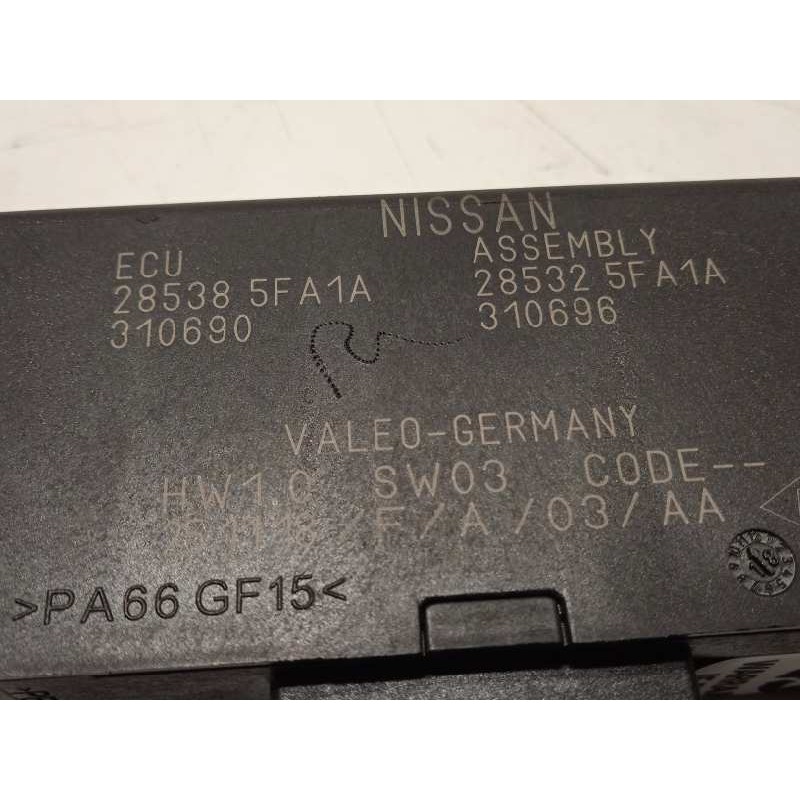 NISSAN
ECU
28538 5FA1A
310690
ASSEMBLY
28532 5FA1A
310696
VALEO-GERMANY
HW1.0 SW03 CODE--
/F/A/03/AA
>PA66 GF15<
13